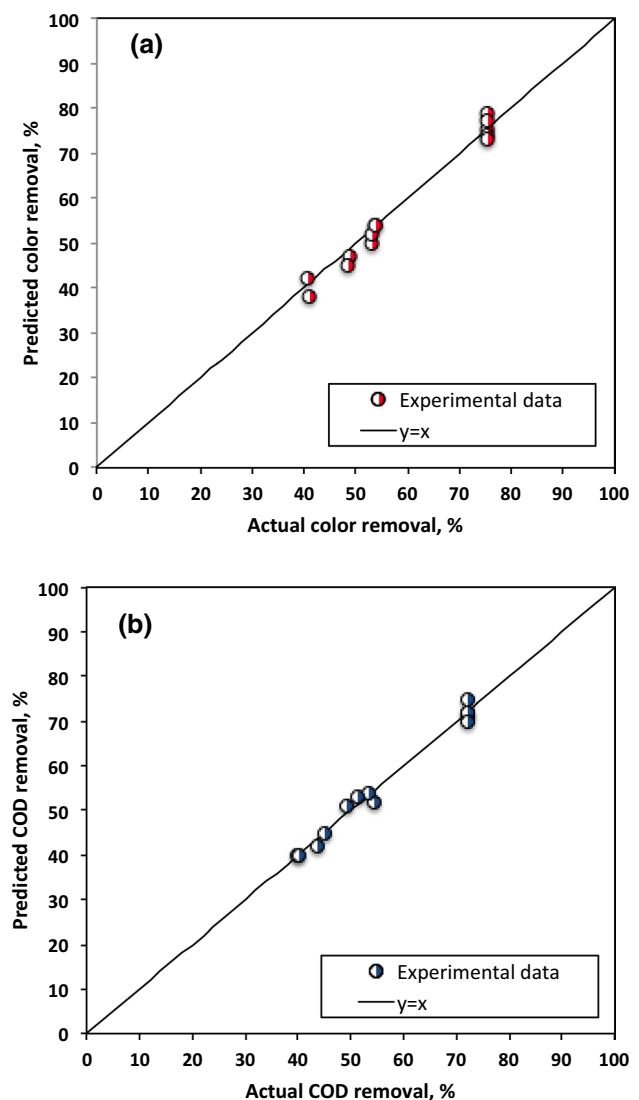 (a)
100
90
80
70
60
50
40
30
20
10
0
Predicted color removal, %
Experimental data
y=x
0 10 20 30 40 50 60 70 80 90 100
Actual color removal, %
(b)
100
90
80
70
60
50
40
30
20
10
0
Predicted COD removal, %
Experimental data
y=x
0 10 20 30 40 50 60 70 80 90 100
Actual COD removal, %